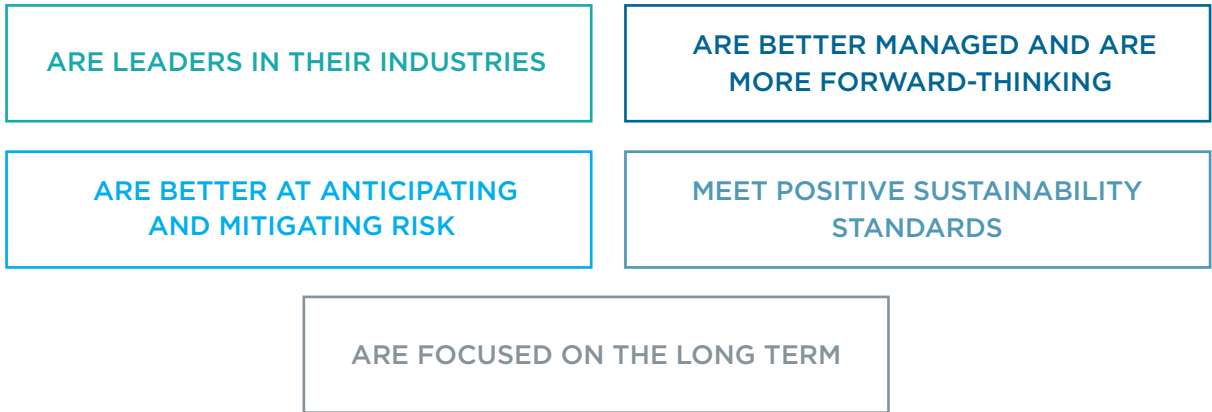 ARE LEADERS IN THEIR INDUSTRIES
ARE BETTER MANAGED AND ARE
MORE FORWARD-THINKING
ARE BETTER AT ANTICIPATING
AND MITIGATING RISK
MEET POSITIVE SUSTAINABILITY
STANDARDS
ARE FOCUSED ON THE LONG TERM